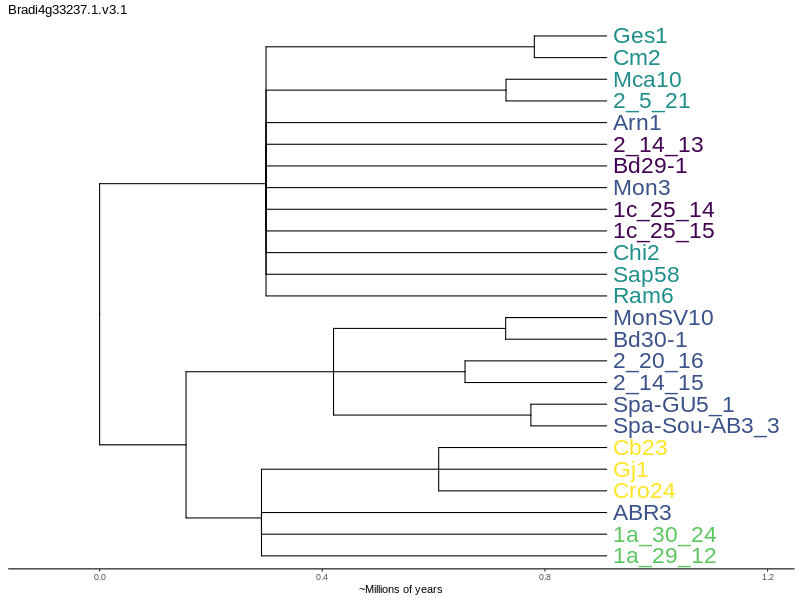 Bradi4g33237.1.v3.1
Ges1
Cm2
Mca10
2_5_21
Arn1
2_14_13
Bd29-1
Mon3
1c_25_14
1c_25_15
Chi2
Sap58
Ram6
MonSV10
Bd30-1
2_20_16
2_14_15
Spa-GU5_1
Spa-Sou-AB3_3
Cb23
Gj1
Cro24
ABR3
1a_30_24
1a_29_12
0.0 0.4 0.8 1.2
~Millions of years